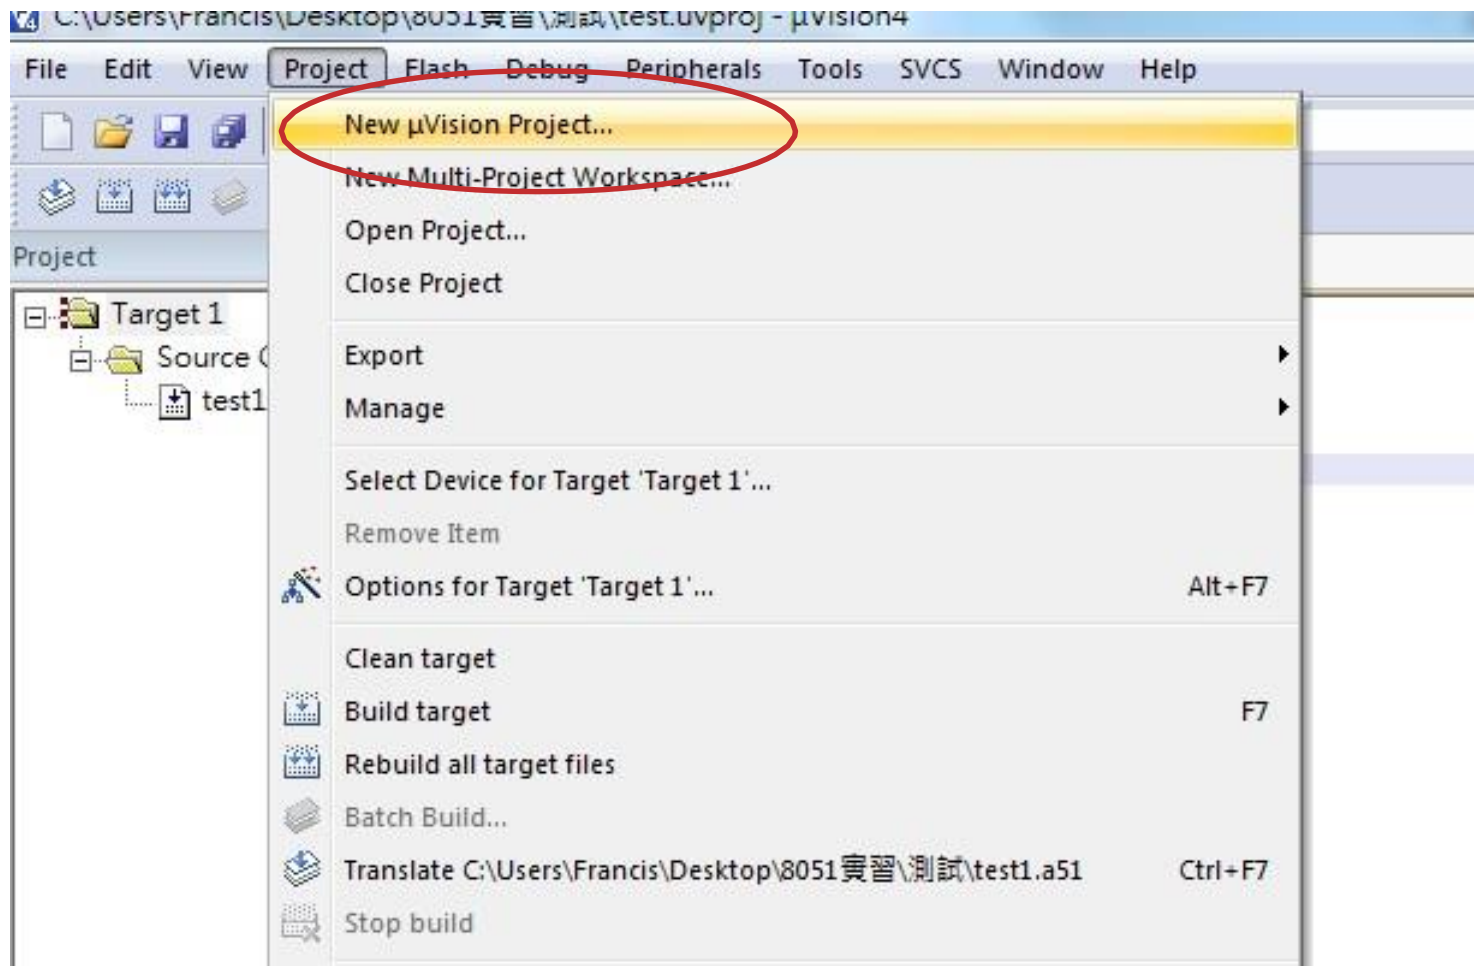 C:\Users\Francis\Desktop\8051實習\測試\test.uvproj - µVision4
File Edit View Project Flash Debug Peripherals Tools SVCS Window Help
New µVision Project...
New Multi-Project Workspace...
Open Project...
Project
Close Project
Target 1
Source
Export
test1
Manage
Select Device for Target 'Target 1'...
Remove Item
Options for Target 'Target 1'... Alt+F7
Clean target
Build target F7
Rebuild all target files
Batch Build...
Translate C:\Users\Francis\Desktop\8051實習\測試\test1.a51 Ctrl+F7
Stop build